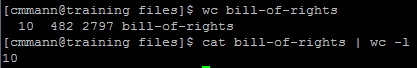 [cmmann@training files]$ wc bill-of-rights
  10  482 2797 bill-of-rights
[cmmann@training files]$ cat bill-of-rights | wc -l
10